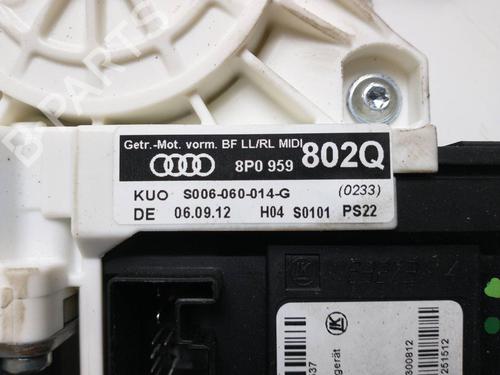 B-PARTS
Getr.-Mot. vorm. BF LL/RL MIDI
8P0 959 802Q
KUO S006-060-014-G (0233)
DE 06.09.12 H04 S0101 PS22